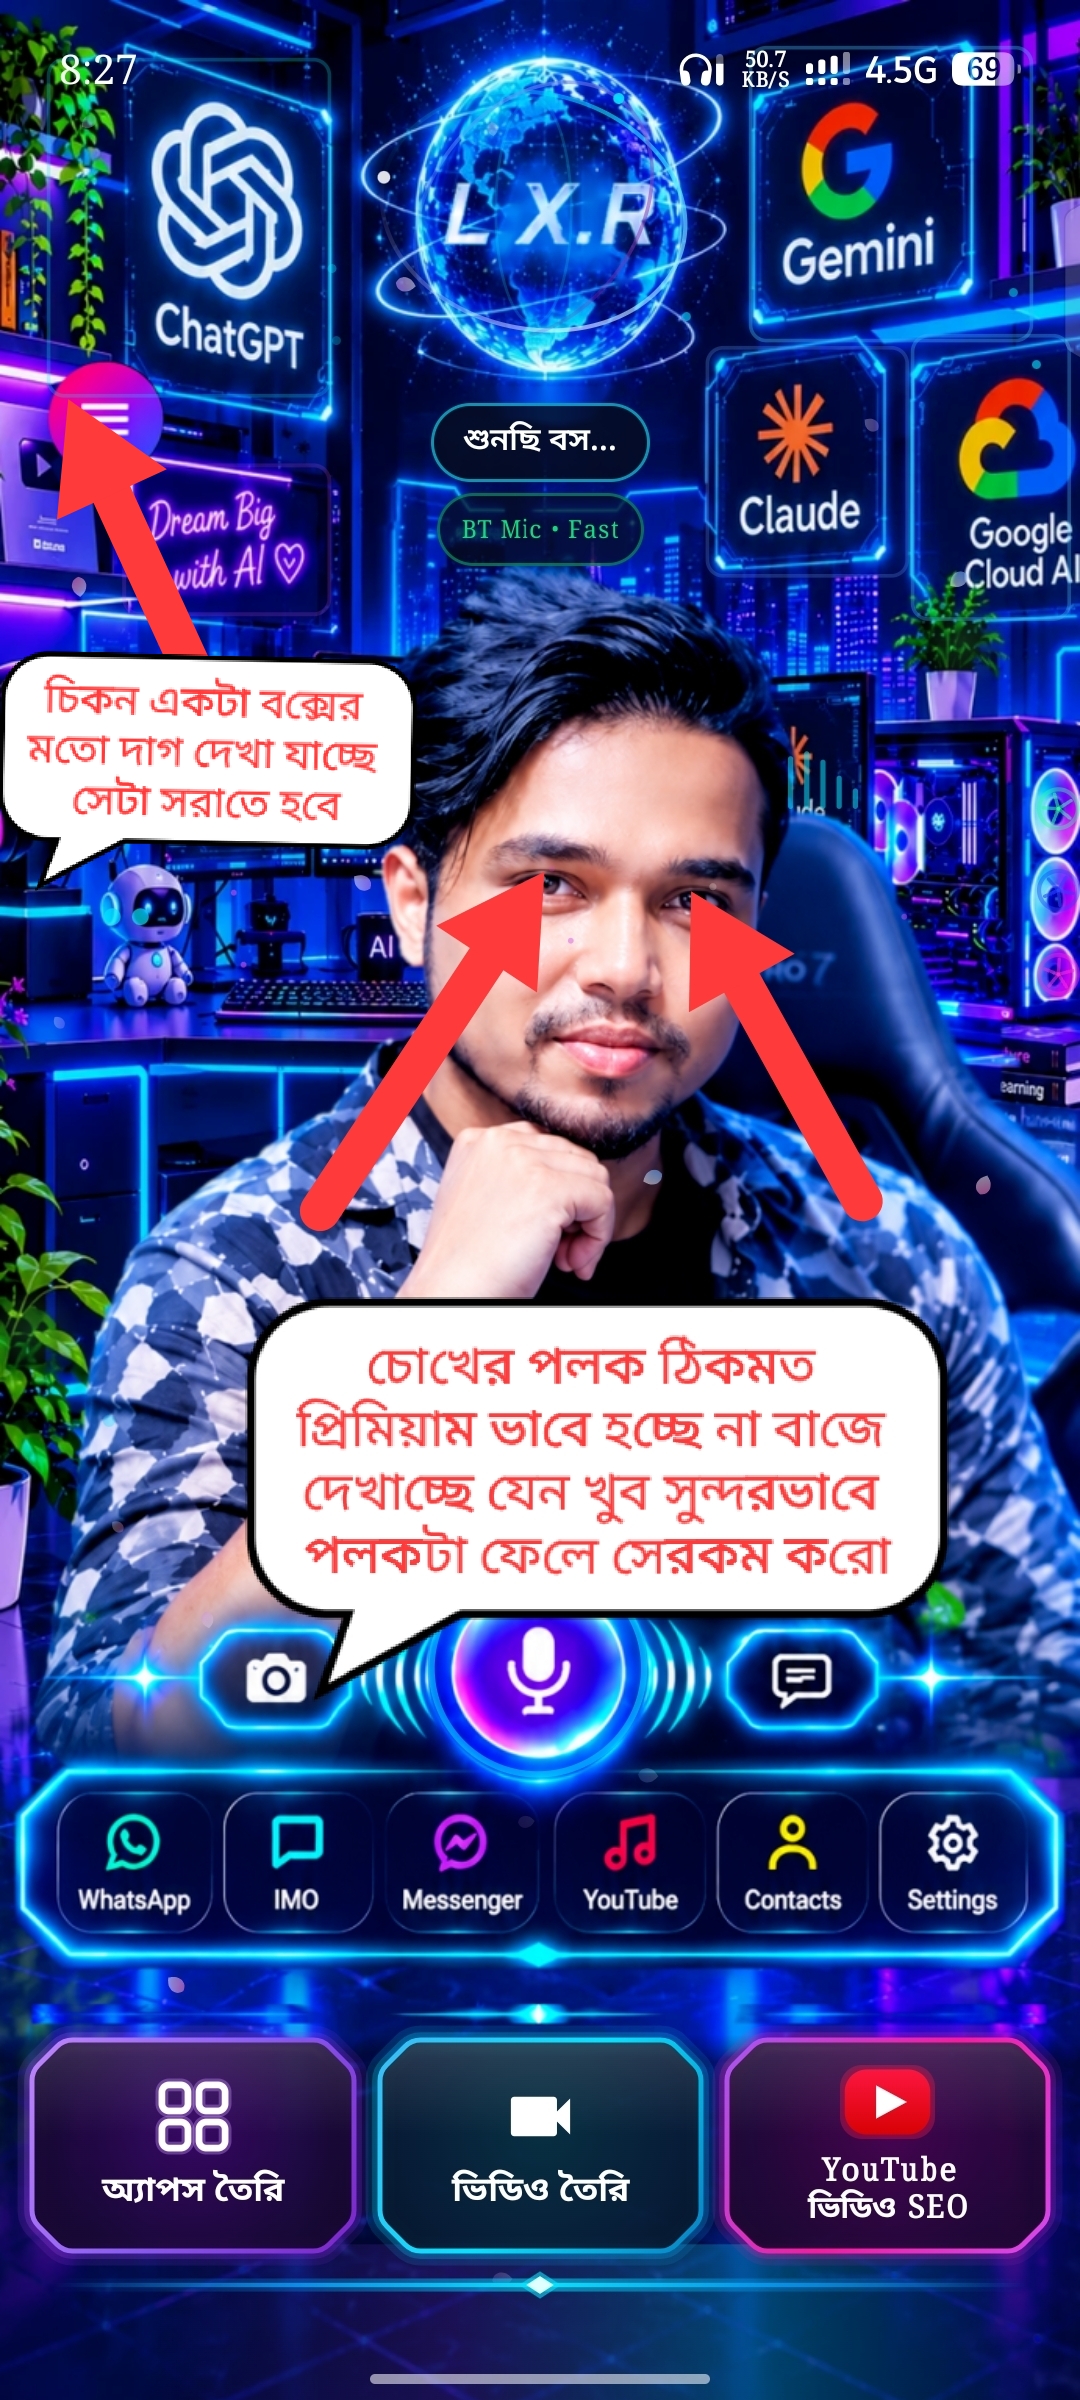 8:27
50.7
KB/S
4.5G
69
ChatGPT
L X.R
Gemini
শুনছি বস...
Claude
BT Mic • Fast
Google
Cloud AI
Dream Big
with AI
চিকন একটা বক্সের
মতো দাগ দেখা যাচ্ছে
সেটা সরাতে হবে
AI
চোখের পলক ঠিকমত
প্রিমিয়াম ভাবে হচ্ছে না বাজে
দেখাচ্ছে যেন খুব সুন্দরভাবে
পলকটা ফেলে সেরকম করো
WhatsApp
IMO
Messenger
YouTube
Contacts
Settings
অ্যাপস তৈরি
ভিডিও তৈরি
YouTube
ভিডিও SEO